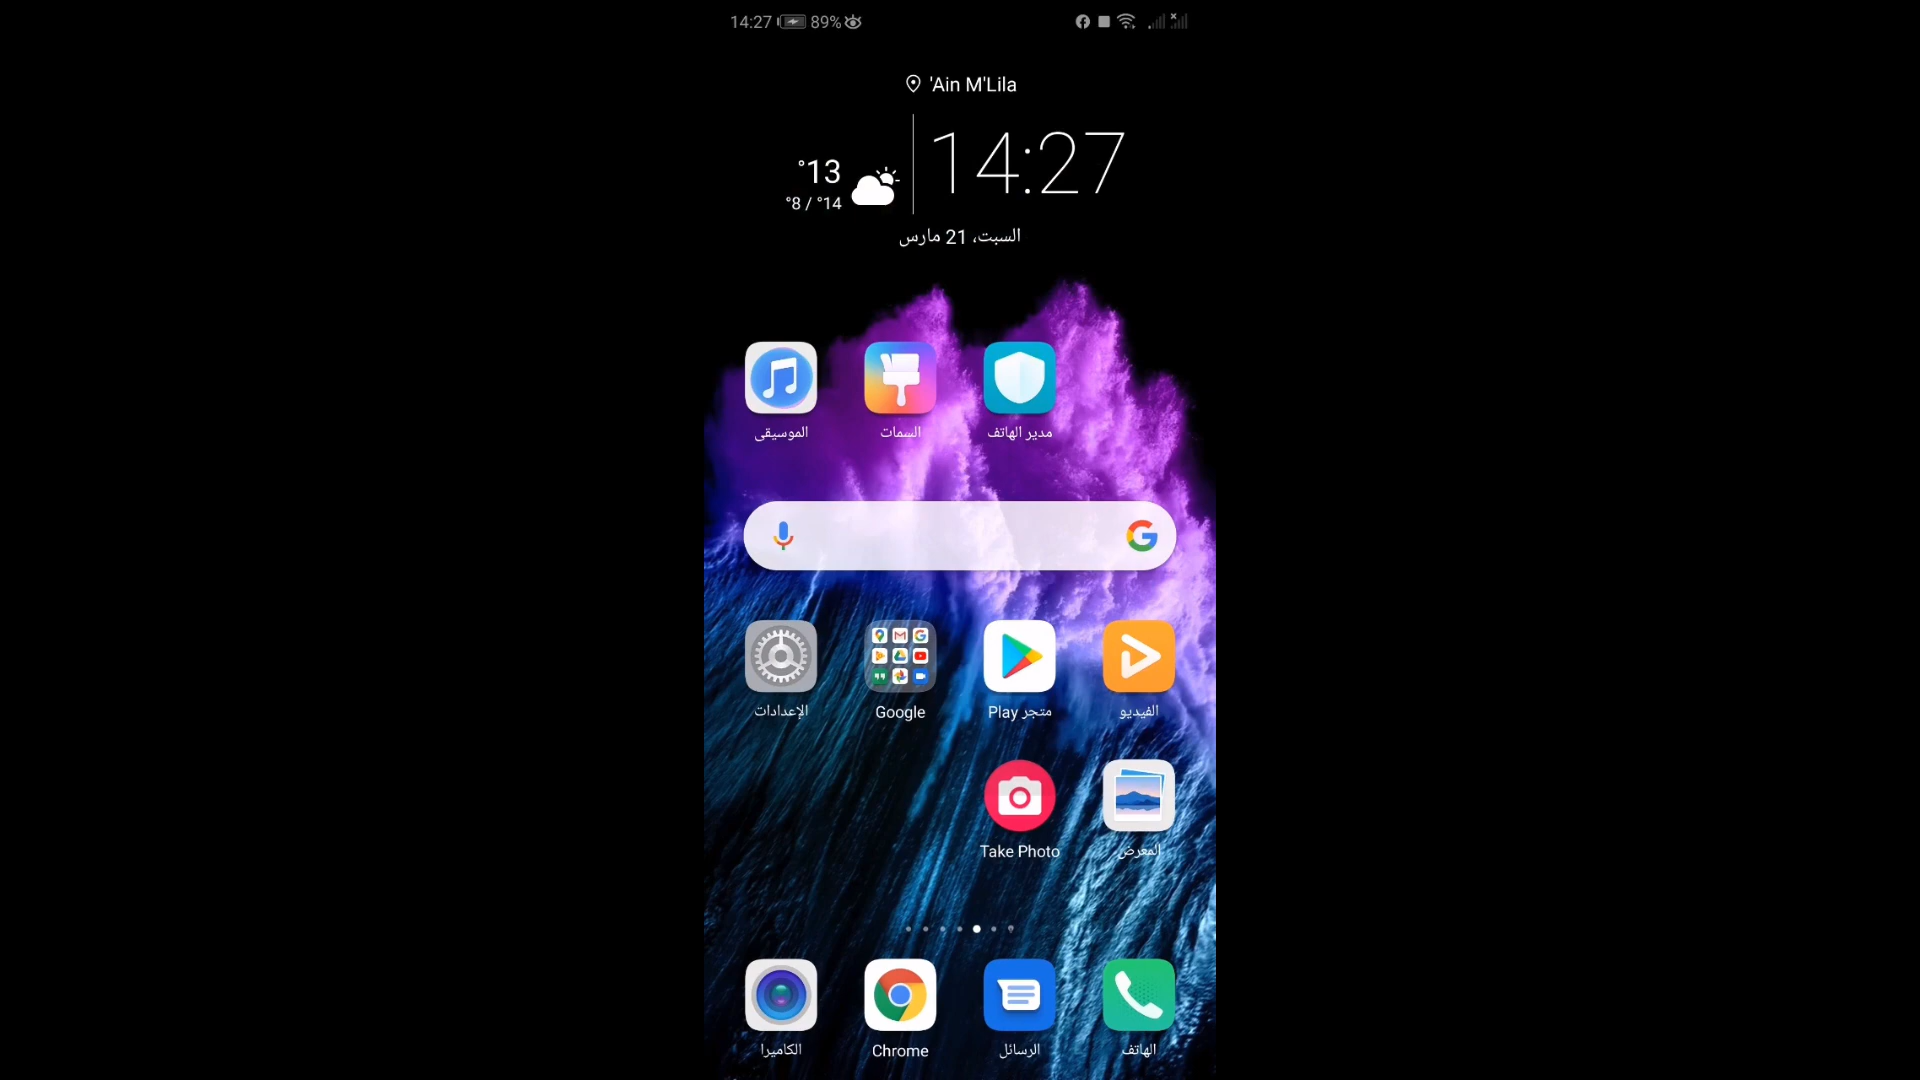 14:27 89%
'Ain M'Lila
14:27
°13
°8 / °14
السبت، 21 مارس
مدير الهاتف
السمات
الموسيقى
الفيديو
متجر Play
Google
الإعدادات
المعرض
Take Photo
الهاتف
الرسائل
Chrome
الكاميرا